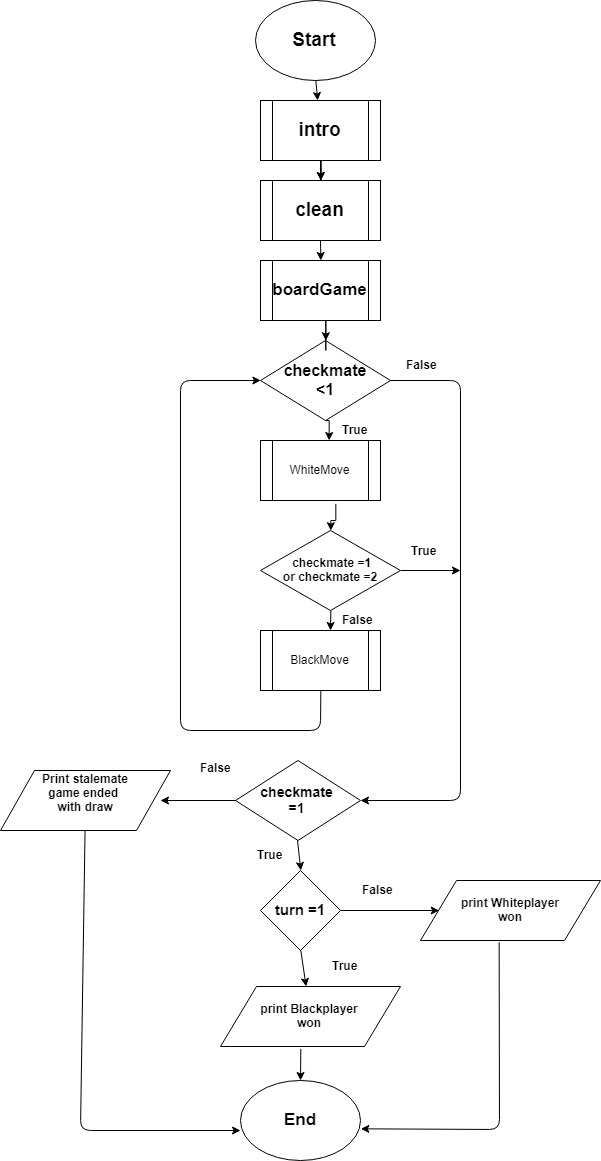 Start
intro
clean
boardGame
checkmate
<1
False
True
WhiteMove
checkmate =1
or checkmate =2
True
False
BlackMove
False
Print stalemate
game ended
with draw
checkmate
=1
True
turn =1
False
print Whiteplayer
won
True
print Blackplayer
won
End